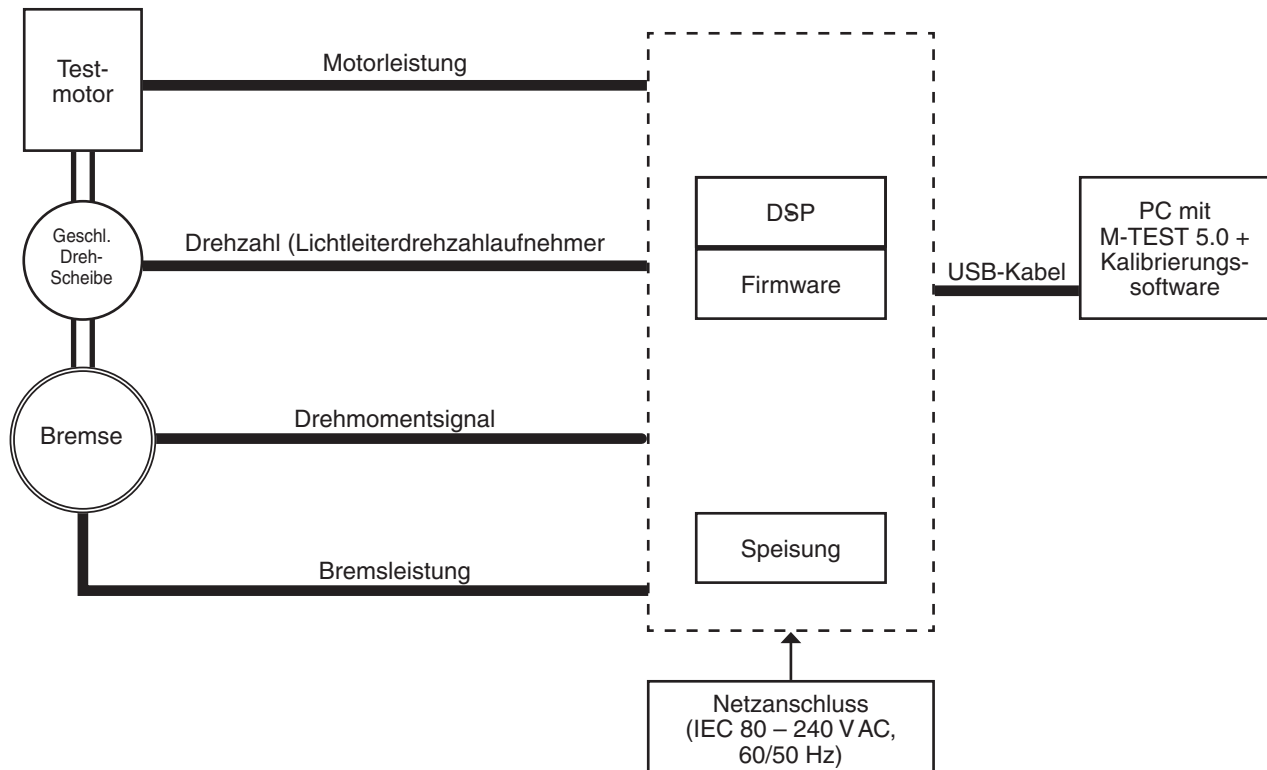 Test-
motor
Motorleistung
Geschl.
Dreh-
Scheibe
Drehzahl (Lichtleiterdrehzahlaufnehmer
DSP
Firmware
USB-Kabel
PC mit
M-TEST 5.0 +
Kalibrierungs-
software
Bremse
Drehmomentsignal
Speisung
Bremsleistung
Netzanschluss
(IEC 80 – 240 V AC,
60/50 Hz)